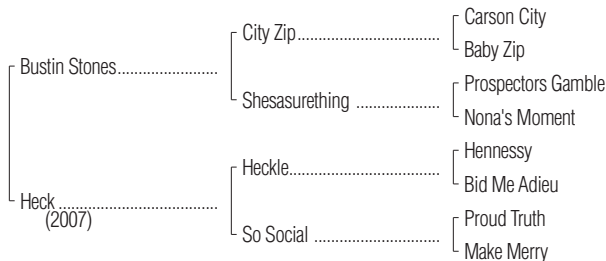 Carson City
City Zip
Baby Zip
Bustin Stones
Prospectors Gamble
Shesasurething
Nona's Moment
Hennessy
Heckle
Bid Me Adieu
Heck
(2007)
Proud Truth
So Social
Make Merry